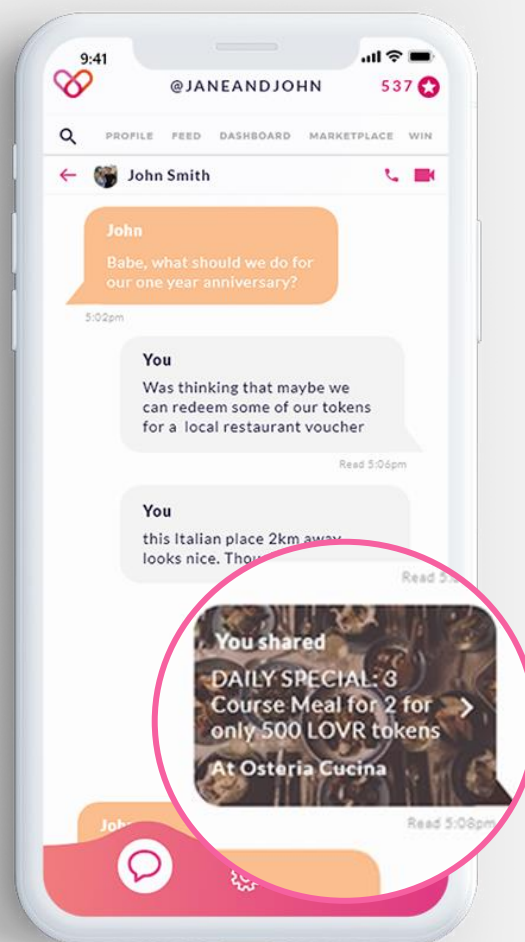 9:41
@JANEANDJOHN
537
PROFILE FEED DASHBOARD MARKETPLACE WIN
John Smith
John
Babe, what should we do for
our one year anniversary?
5:02pm
You
Was thinking that maybe we
can redeem some of our tokens
for a local restaurant voucher
Read 5:06pm
You
this Italian place 2km away
looks nice.
Read
You shared
DAILY SPECIAL: 3
Course Meal for 2 for
only 500 LOVR tokens
At Osteria Cucina
Read 5:08pm